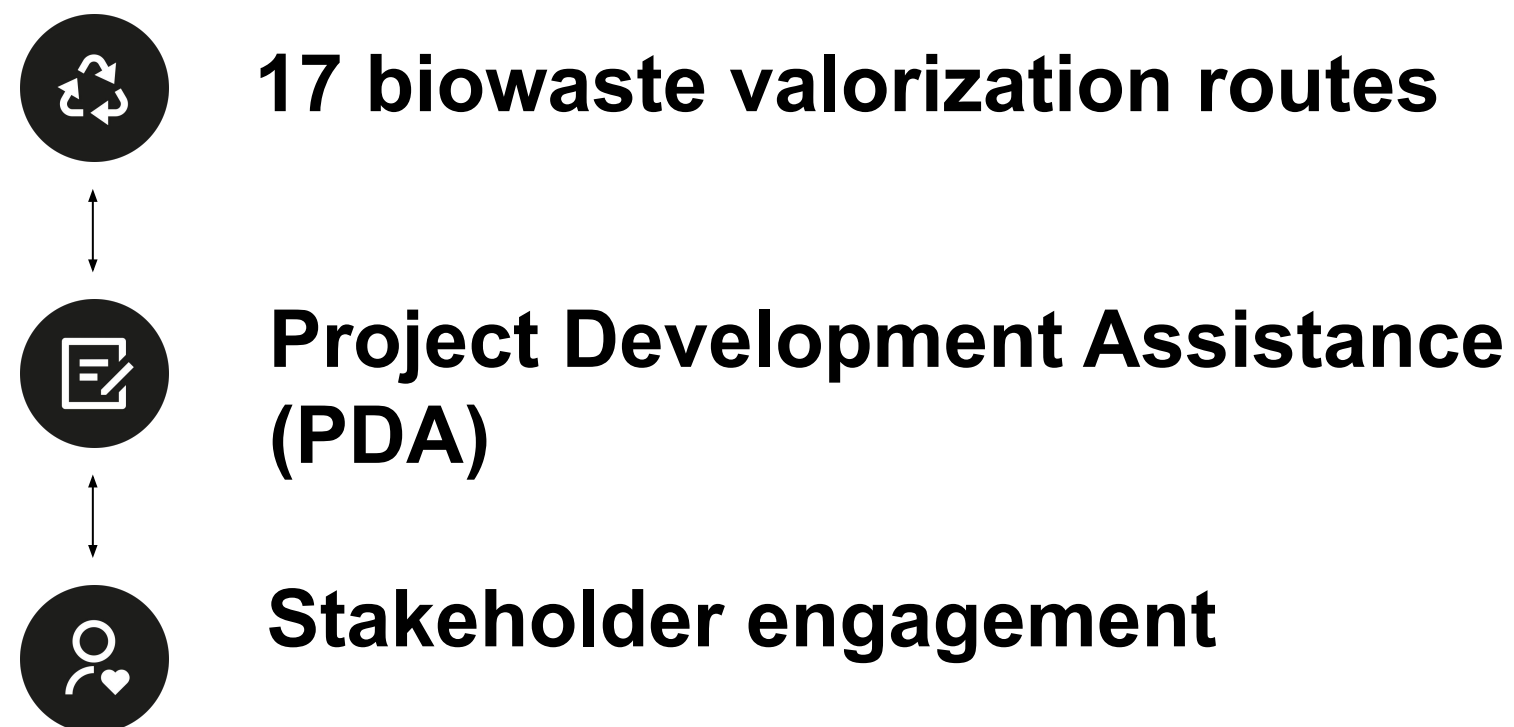 17 biowaste valorization routes
Project Development Assistance
(PDA)
Stakeholder engagement